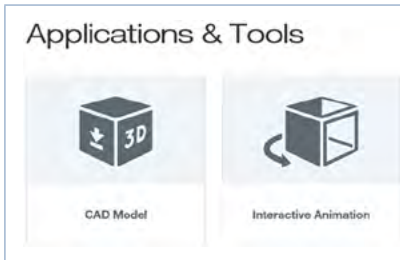 Applications & Tools
3D
CAD Model
Interactive Animation